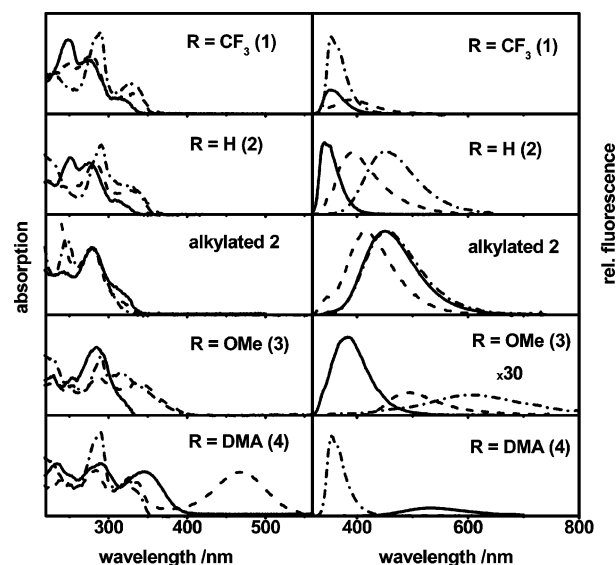 R = CF₃ (1)
R = CF₃ (1)
R = H (2)
R = H (2)
alkylated 2
alkylated 2
R = OMe (3)
R = OMe (3)
x30
R = DMA (4)
R = DMA (4)
absorption
rel. fluorescence
300 400 500
400 600 800
wavelength /nm
wavelength /nm